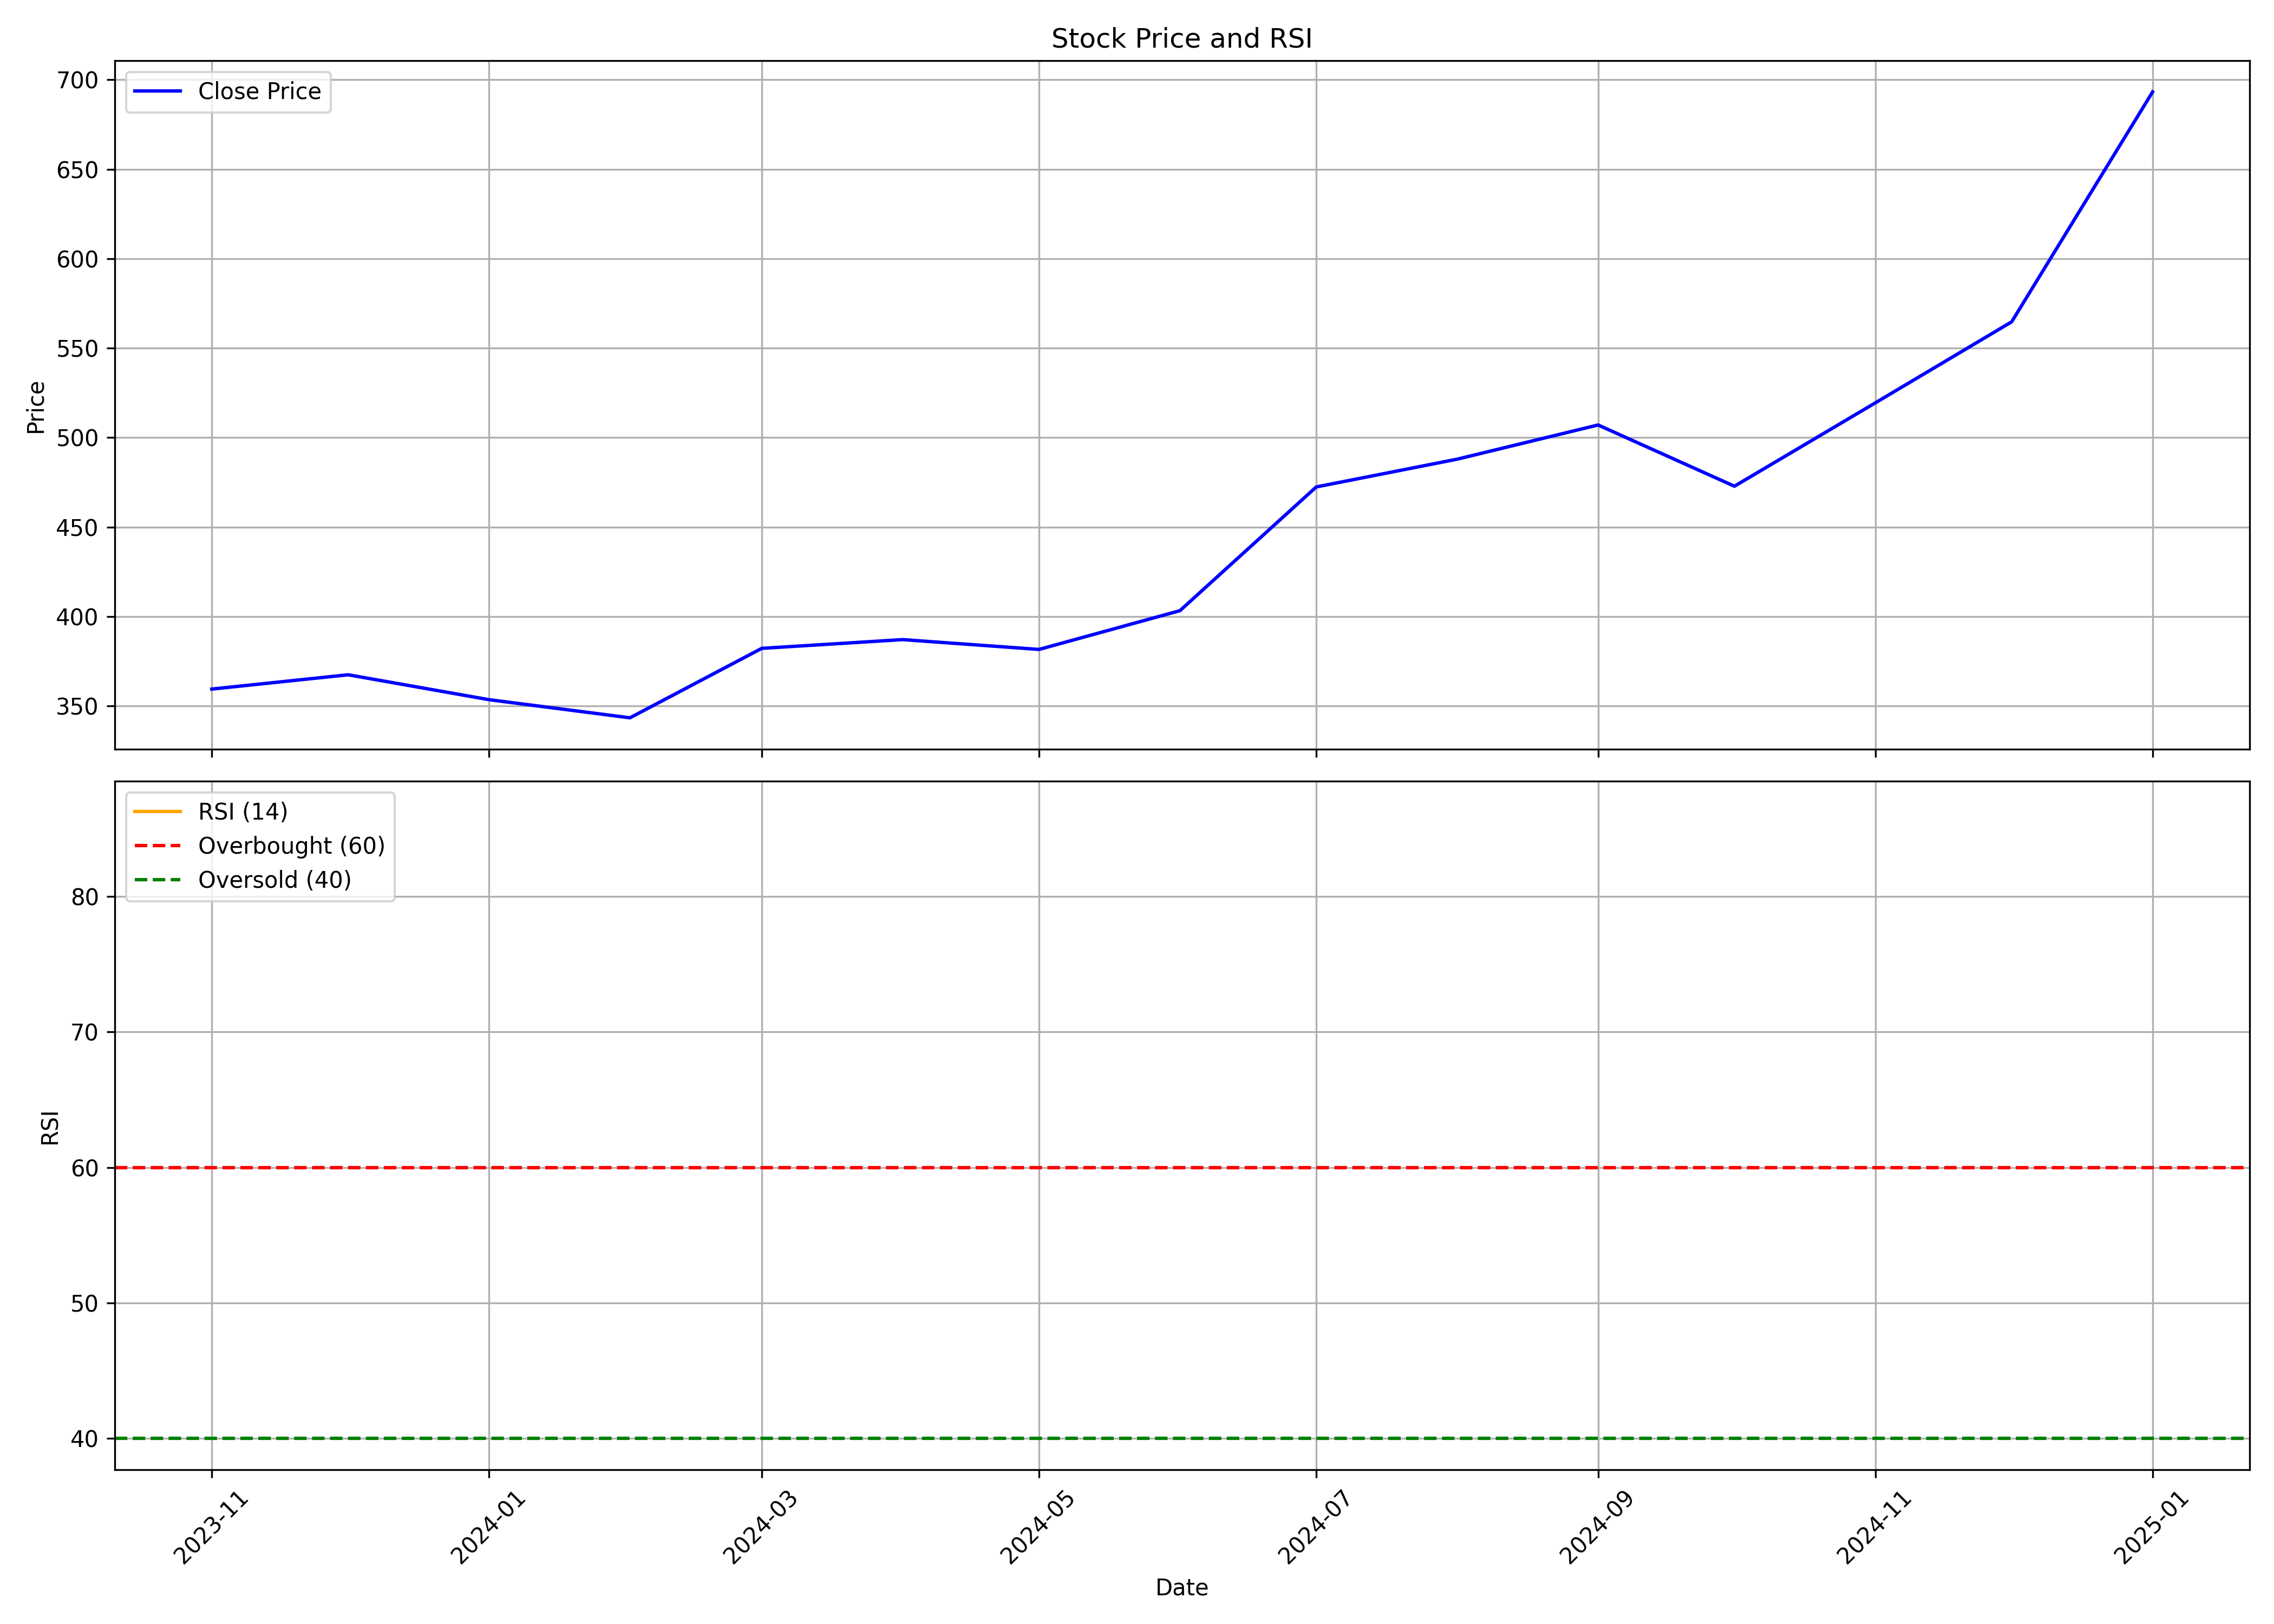 Stock Price and RSI
Close Price
700
650
600
550
500
450
400
350
Price
RSI (14)
Overbought (60)
Oversold (40)
80
70
60
50
40
RSI
2023-11
2024-01
2024-03
2024-05
2024-07
2024-09
2024-11
2025-01
Date